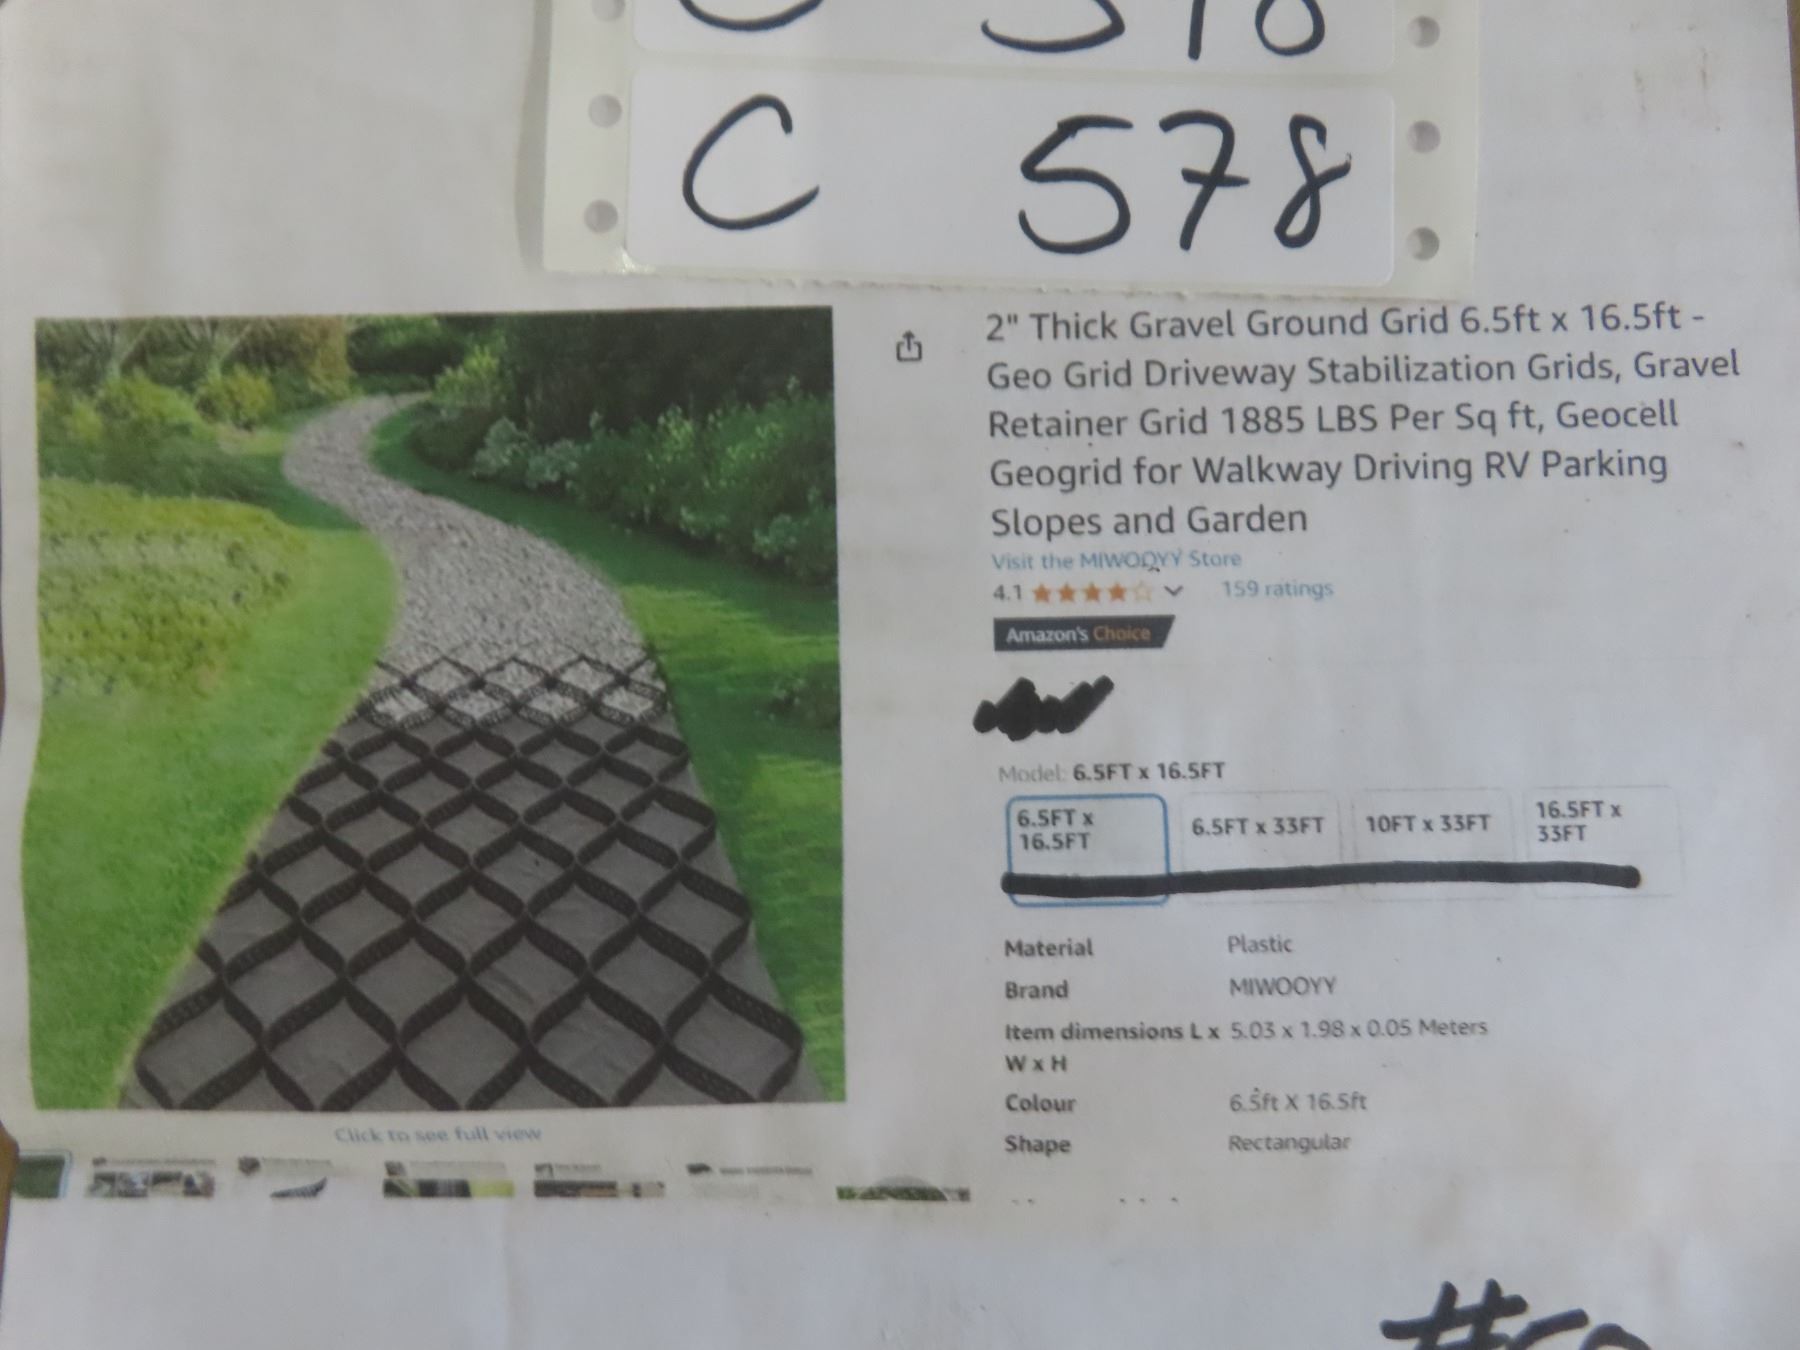 C 578
C 578
2" Thick Gravel Ground Grid 6.5ft x 16.5ft -
Geo Grid Driveway Stabilization Grids, Gravel
Retainer Grid 1885 LBS Per Sq ft, Geocell
Geogrid for Walkway Driving RV Parking
Slopes and Garden
Visit the MIWOOYY Store
4.1 159 ratings
Amazon's Choice
Model: 6.5FT x 16.5FT
6.5FT x
16.5FT
6.5FT x 33FT
10FT x 33FT
16.5FT x
33FT
Material Plastic
Brand MIWOOYY
Item dimensions L x 5.03 x 1.98 x 0.05 Meters
W x H
Colour 6.5ft X 16.5ft
Shape Rectangular
Click to see full view